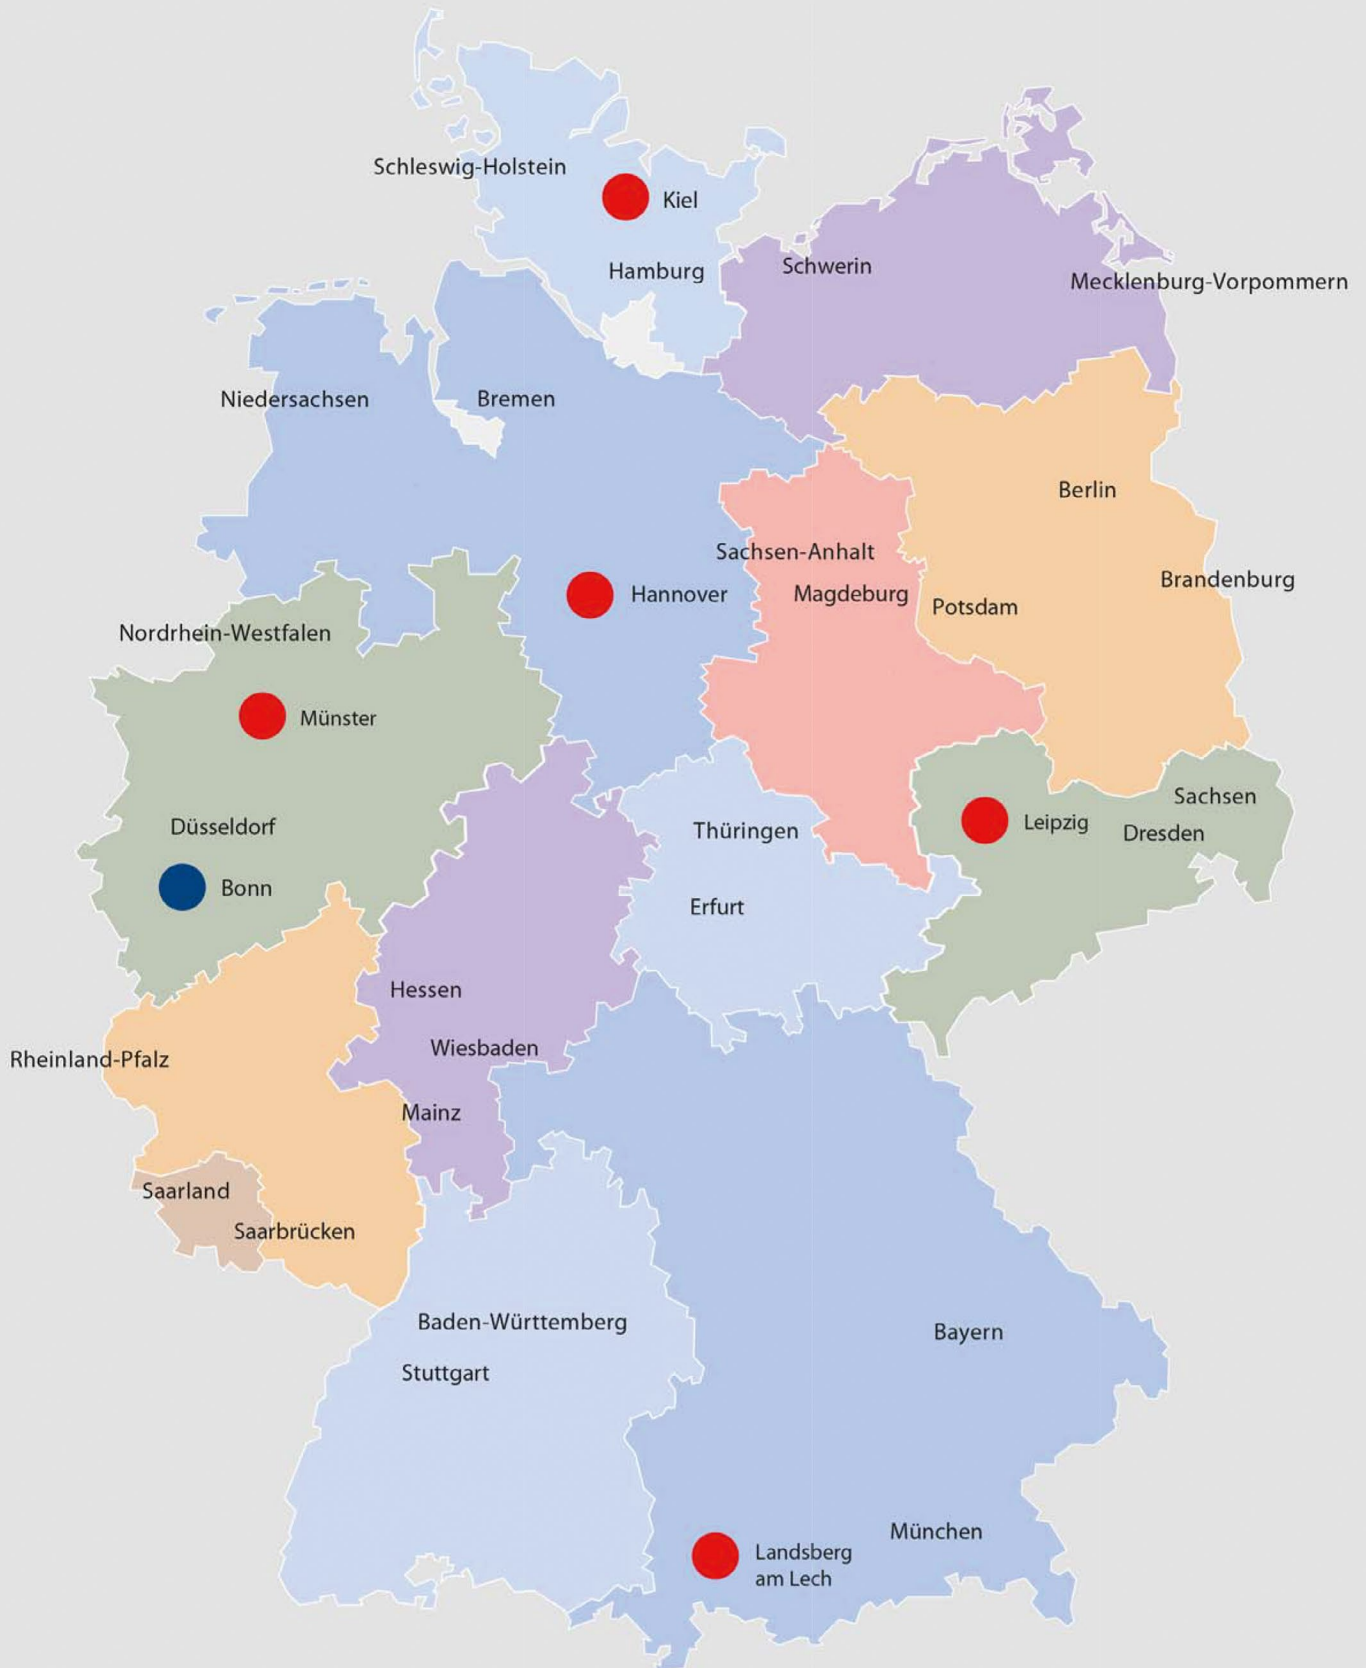 Schleswig-Holstein
Kiel
Hamburg
Schwerin
Mecklenburg-Vorpommern
Niedersachsen
Bremen
Berlin
Sachsen-Anhalt
Brandenburg
Hannover
Magdeburg
Potsdam
Nordrhein-Westfalen
Münster
Sachsen
Düsseldorf
Thüringen
Leipzig
Dresden
Bonn
Erfurt
Hessen
Wiesbaden
Rheinland-Pfalz
Mainz
Saarland
Saarbrücken
Baden-Württemberg
Bayern
Stuttgart
München
Landsberg
am Lech